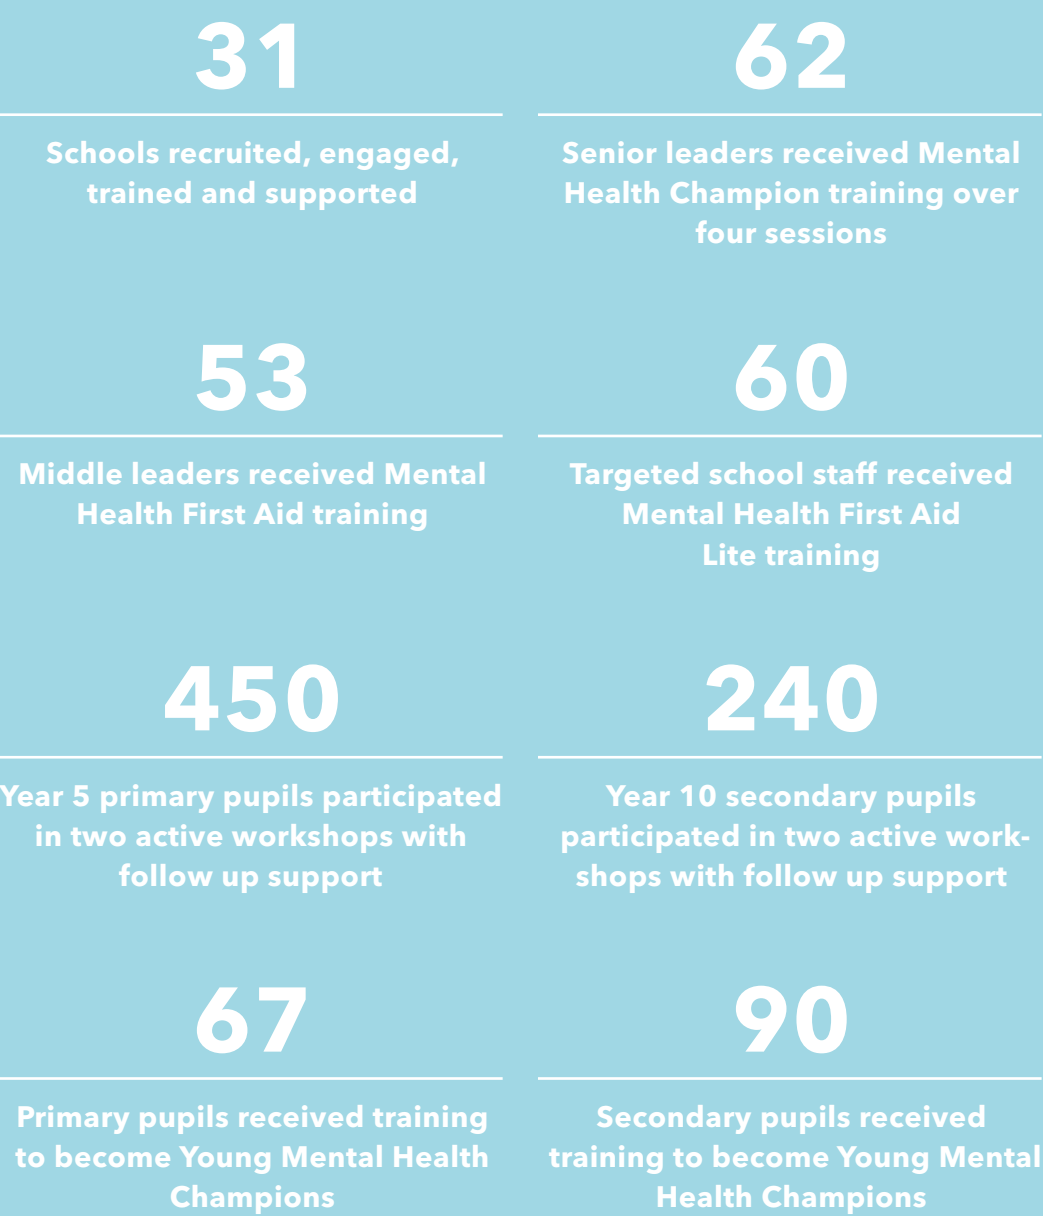 31
Schools recruited, engaged,
trained and supported
62
Senior leaders received Mental
Health Champion training over
four sessions
53
Middle leaders received Mental
Health First Aid training
60
Targeted school staff received
Mental Health First Aid
Lite training
450
Year 5 primary pupils participated
in two active workshops with
follow up support
240
Year 10 secondary pupils
participated in two active work-
shops with follow up support
67
Primary pupils received training
to become Young Mental Health
Champions
90
Secondary pupils received
training to become Young Mental
Health Champions